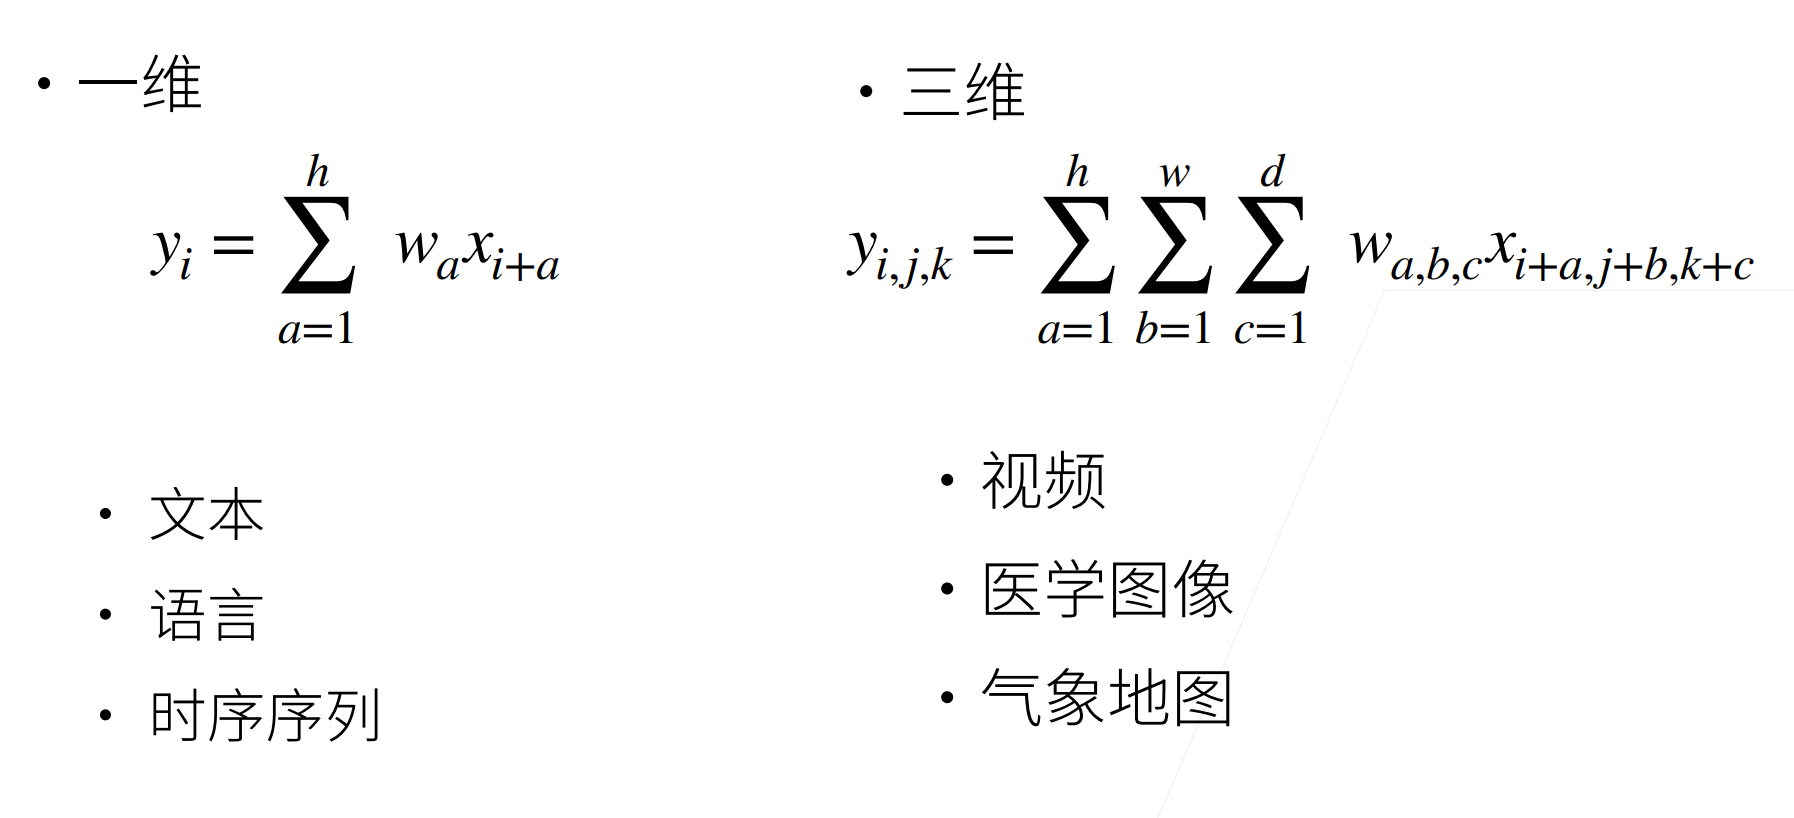 • 一维
$y_i = \sum_{a=1}^{h} w_a x_{i+a}$
• 文本
• 语言
• 时序序列
• 三维
$y_{i,j,k} = \sum_{a=1}^{h} \sum_{b=1}^{w} \sum_{c=1}^{d} w_{a,b,c} x_{i+a,j+b,k+c}$
• 视频
• 医学图像
• 气象地图